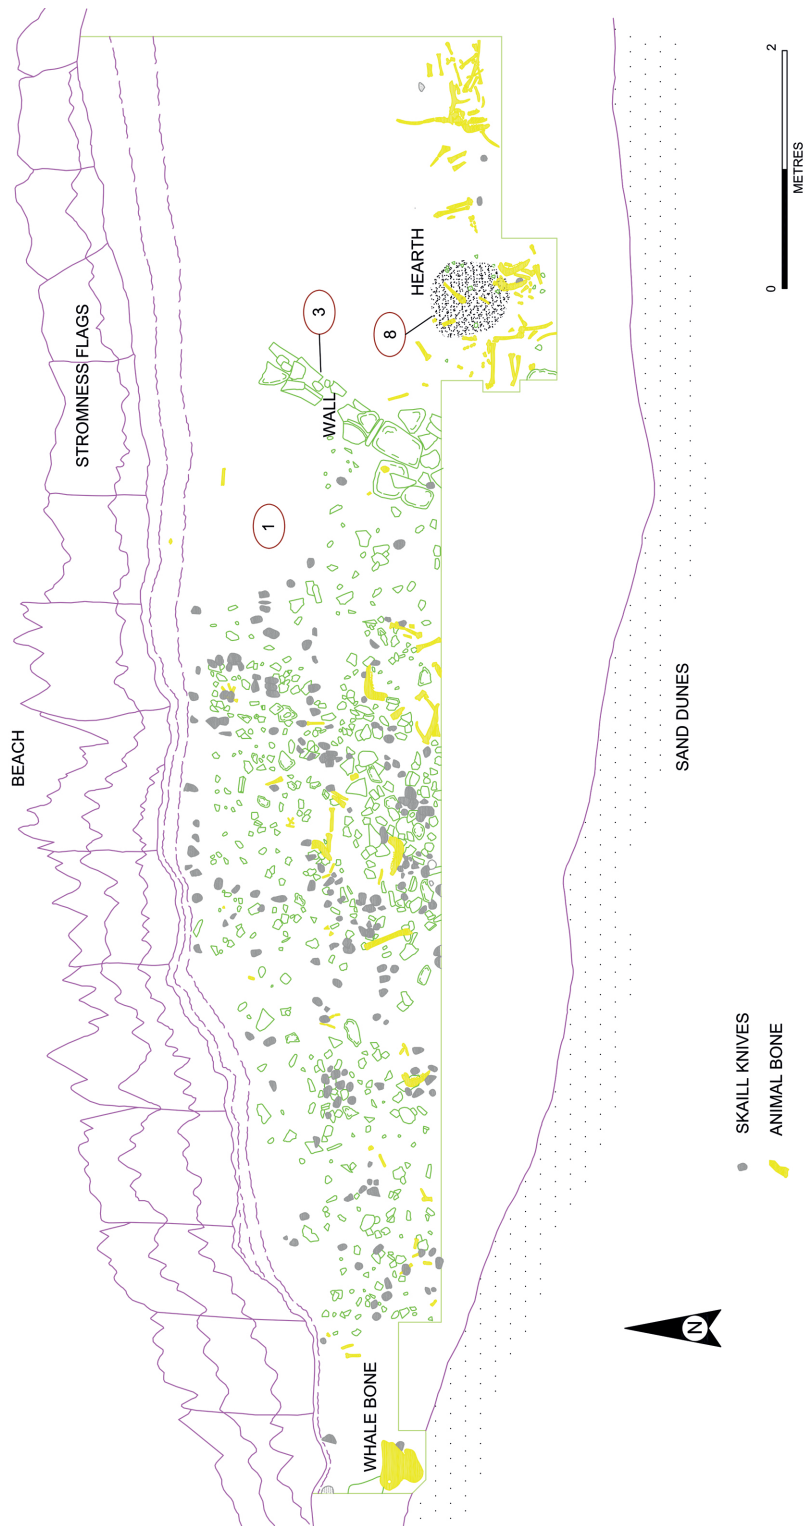 BEACH
STROMNESS FLAGS
1
WALL
3
8
HEARTH
WHALE BONE
SAND DUNES
SKAILL KNIVES
ANIMAL BONE
N
0
2
METRES